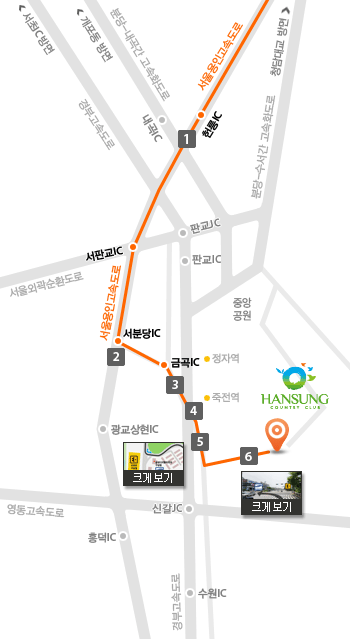 서초IC방면
개포동 방면
분당~내곡간 고속화도로
서울용인고속도로
청담대교 방면
경부고속도로
내곡IC
헌릉IC
1
분당~수서간 고속화도로
판교JC
서판교IC
판교IC
서울외곽순환도로
서울용인고속도로
중앙
공원
서분당IC
2
금곡IC
정자역
3
죽전역
4
HANSUNG
COUNTRY CLUB
광교상현IC
5
6
크게 보기
크게 보기
영동고속도로
신갈JC
흥덕IC
수원IC
경부고속도로